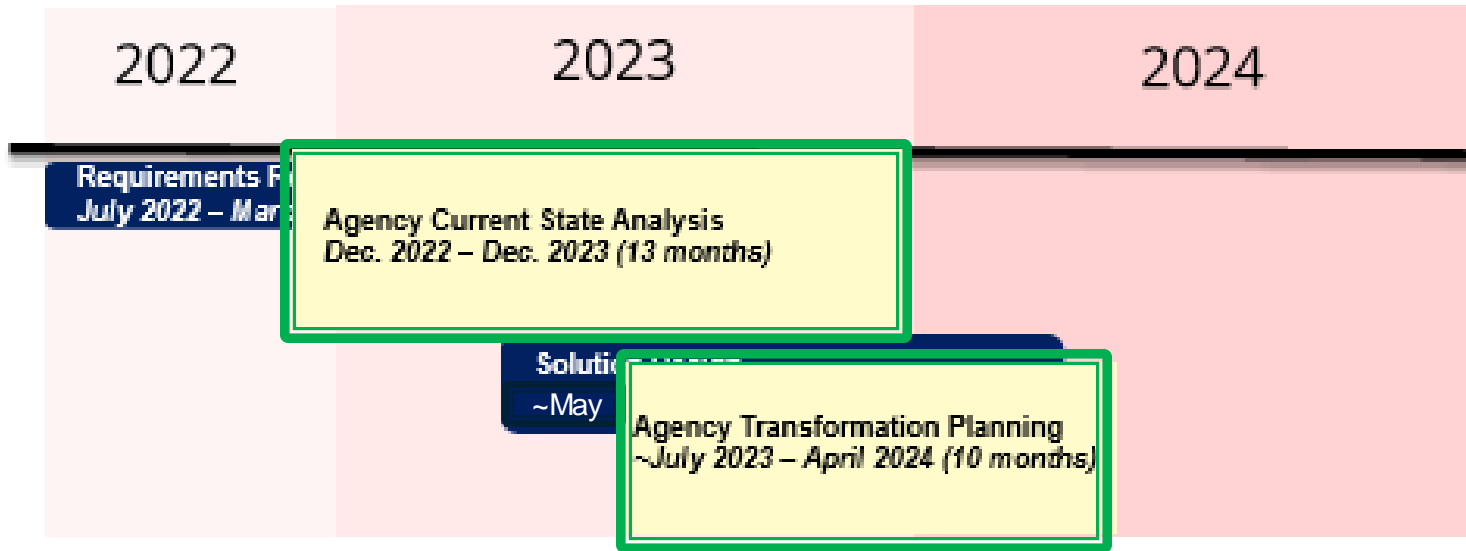 2022
2023
2024
Requirements
July 2022 –
Agency Current State Analysis
Dec. 2022 – Dec. 2023 (13 months)
~May
Agency Transformation Planning
~July 2023 – April 2024 (10 months)